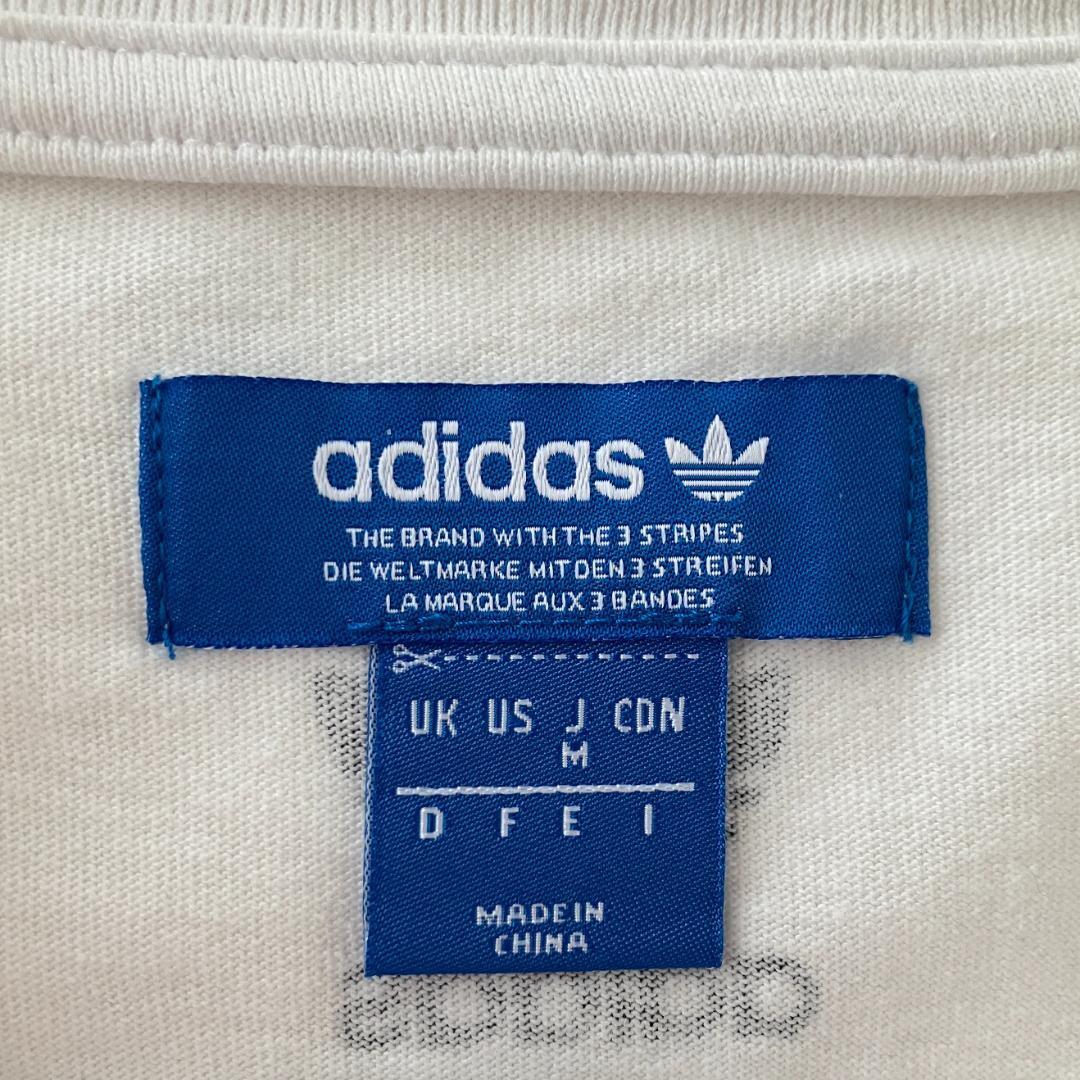 adidas
THE BRAND WITH THE 3 STRIPES
DIE WELTMARKE MIT DEN 3 STREIFEN
LA MARQUE AUX 3 BANDES
UK US J CDN
M
D F E I
MADE IN
CHINA
adidas